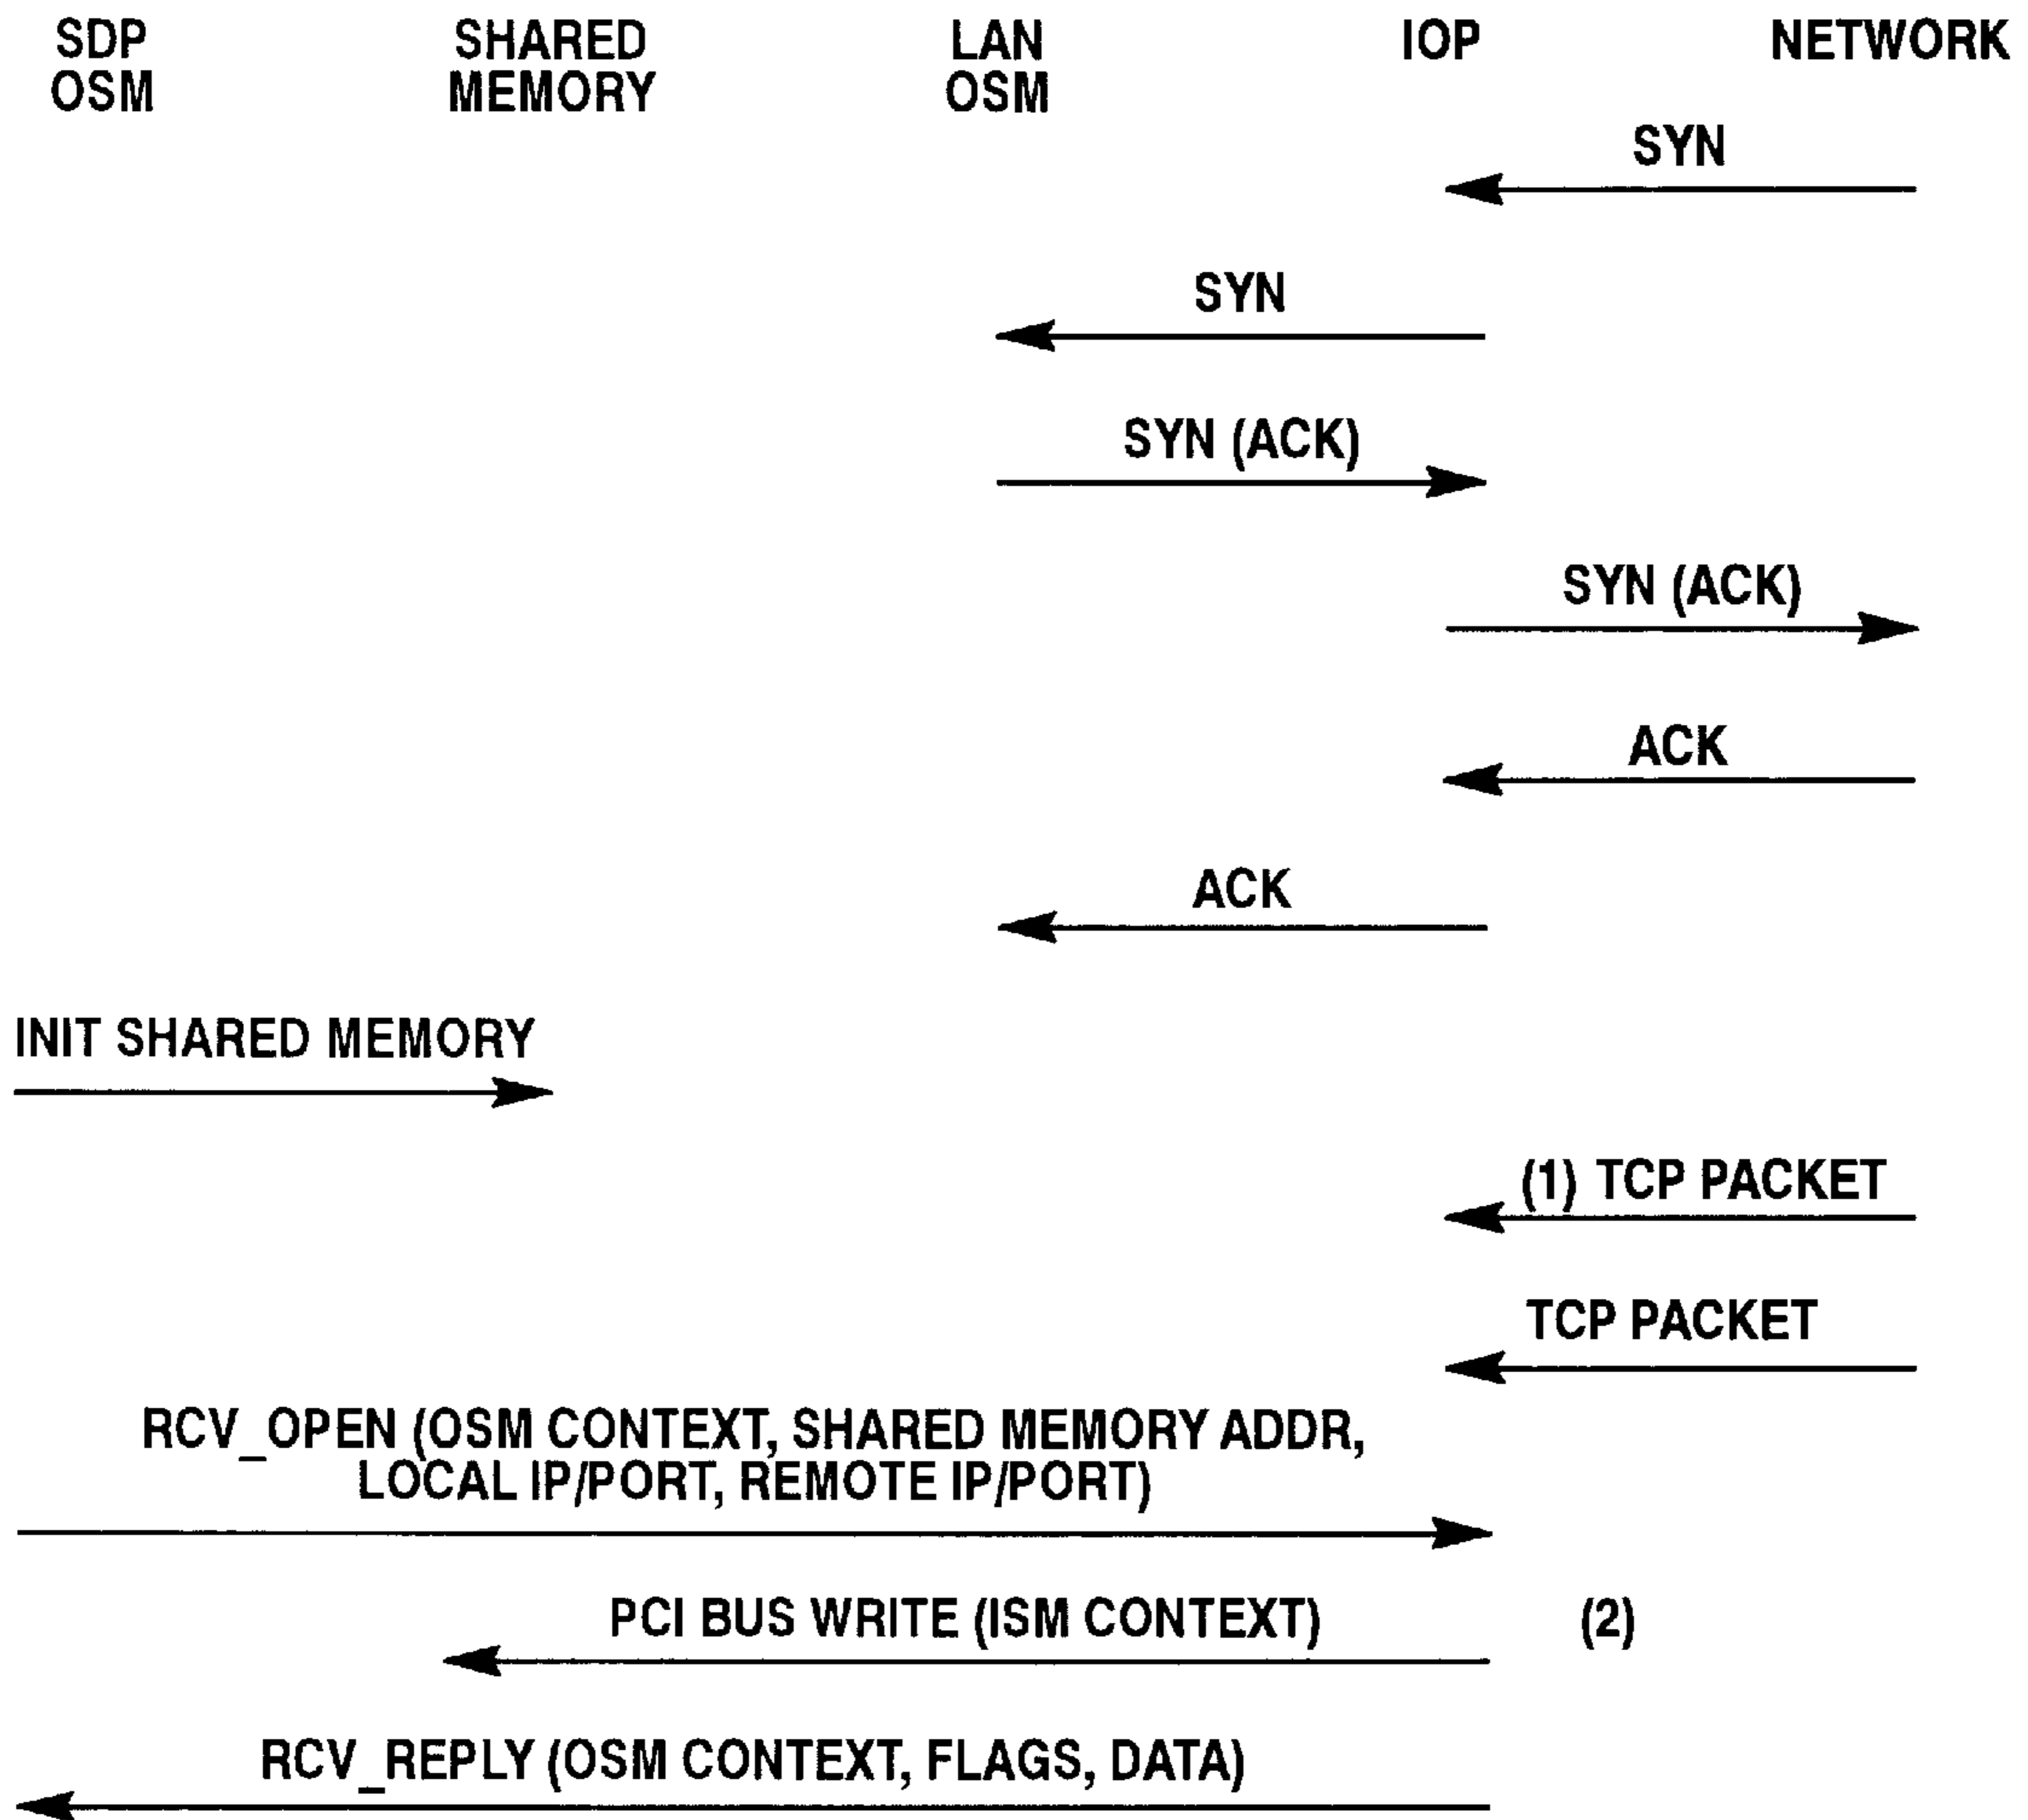 SDP OSM
SHARED MEMORY
LAN OSM
IOP
NETWORK
SYN
SYN
SYN (ACK)
SYN (ACK)
ACK
ACK
INIT SHARED MEMORY
(1) TCP PACKET
TCP PACKET
RCV_OPEN (OSM CONTEXT, SHARED MEMORY ADDR,
LOCAL IP/PORT, REMOTE IP/PORT)
PCI BUS WRITE (ISM CONTEXT)
(2)
RCV_REPLY (OSM CONTEXT, FLAGS, DATA)